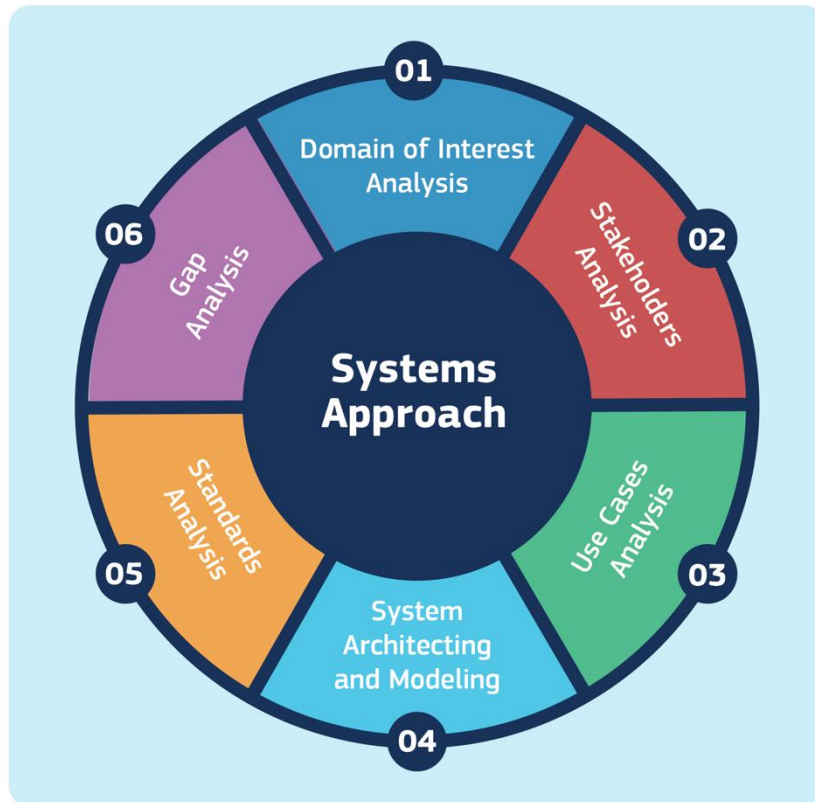 01
Domain of Interest
Analysis
02
Stakeholders
Analysis
03
Use Cases
Analysis
04
System
Architecting
and Modeling
05
Standards
Analysis
06
Gap
Analysis
Systems
Approach